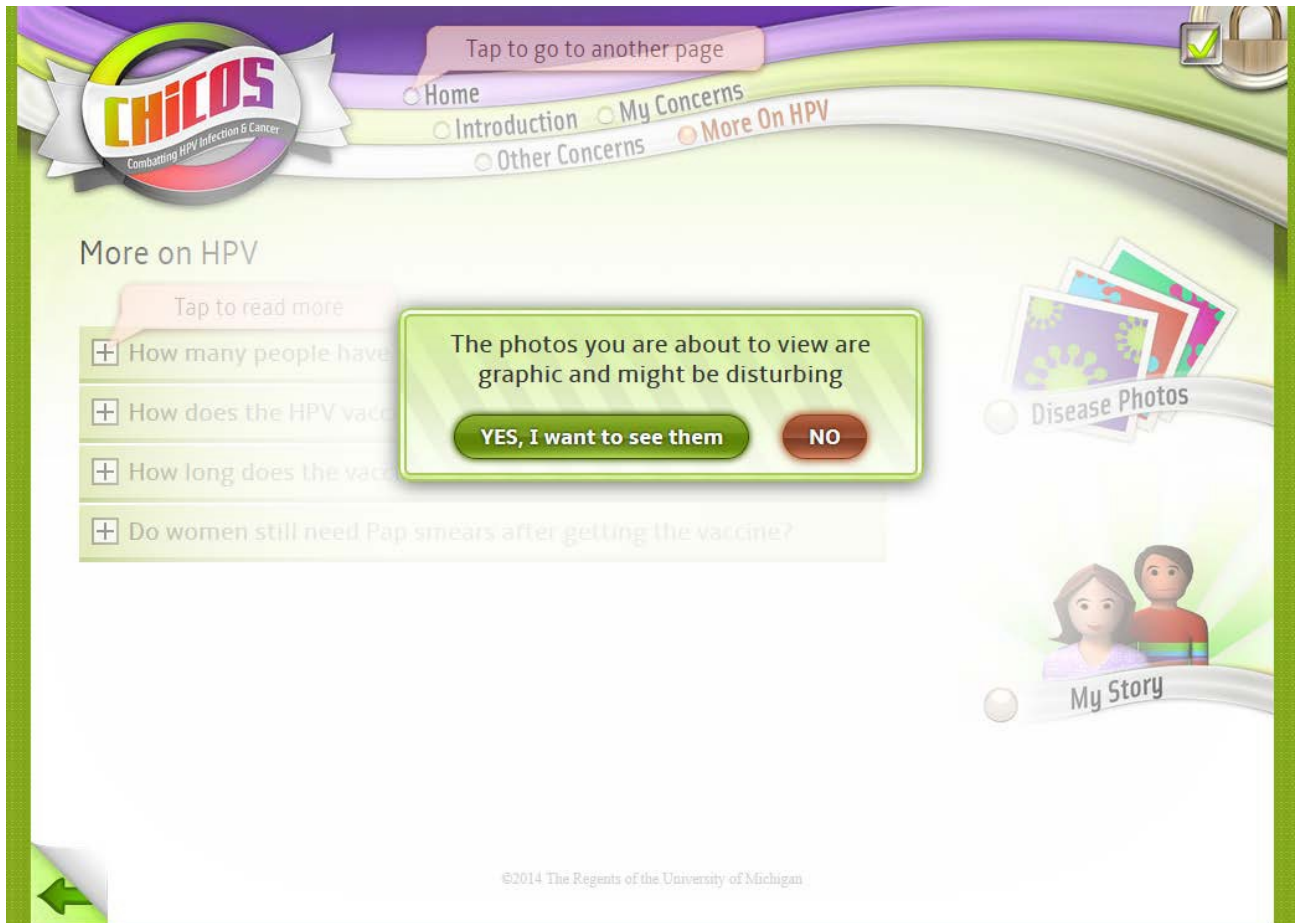 CHiCOS
Combatting HPV Infection & Cancer
Tap to go to another page
Home
Introduction
My Concerns
Other Concerns
More On HPV
More on HPV
Tap to read more
How many people have
How does the HPV vacc
How long does the vacc
Do women still need Pap smears after getting the vaccine?
The photos you are about to view are
graphic and might be disturbing
YES, I want to see them
NO
Disease Photos
My Story
©2014 The Regents of the University of Michigan